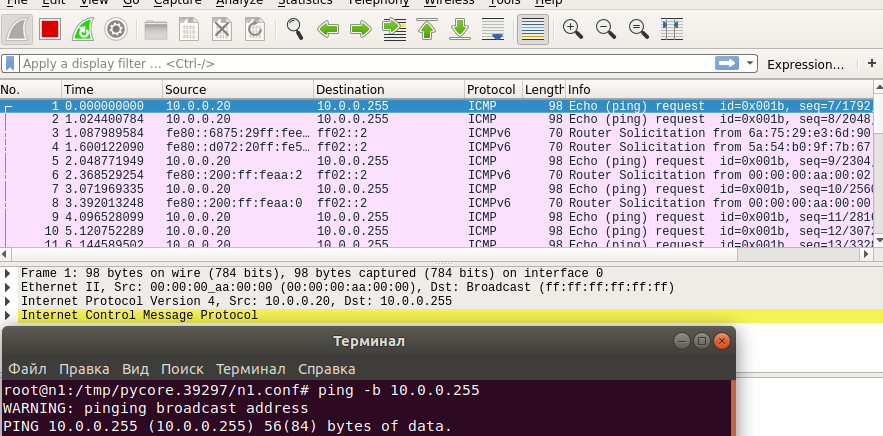 File Edit View Go Capture Analyze Statistics Telephony Wireless Tools Help
Apply a display filter ... <Ctrl-/> Expression... +
No. Time Source Destination Protocol Length Info
1 0.000000000 10.0.0.20 10.0.0.255 ICMP 98 Echo (ping) request id=0x001b, seq=7/1792,
2 1.024400784 10.0.0.20 10.0.0.255 ICMP 98 Echo (ping) request id=0x001b, seq=8/2048,
3 1.087989584 fe80::6875:29ff:fee… ff02::2 ICMPv6 70 Router Solicitation from 6a:75:29:e3:6d:90
4 1.600122090 fe80::d072:20ff:fe5… ff02::2 ICMPv6 70 Router Solicitation from 5a:54:b0:9f:7b:67
5 2.048771949 10.0.0.20 10.0.0.255 ICMP 98 Echo (ping) request id=0x001b, seq=9/2304,
6 2.368529254 fe80::200:ff:feaa:2 ff02::2 ICMPv6 70 Router Solicitation from 00:00:00:aa:00:02
7 3.071969335 10.0.0.20 10.0.0.255 ICMP 98 Echo (ping) request id=0x001b, seq=10/2560
8 3.392013248 fe80::200:ff:feaa:0 ff02::2 ICMPv6 70 Router Solicitation from 00:00:00:aa:00:00
9 4.096528099 10.0.0.20 10.0.0.255 ICMP 98 Echo (ping) request id=0x001b, seq=11/2816
10 5.120752289 10.0.0.20 10.0.0.255 ICMP 98 Echo (ping) request id=0x001b, seq=12/3072
11 6.144589502 10.0.0.20 10.0.0.255 ICMP 98 Echo (ping) request id=0x001b, seq=13/3328
Frame 1: 98 bytes on wire (784 bits), 98 bytes captured (784 bits) on interface 0
Ethernet II, Src: 00:00:00_aa:00:00 (00:00:00:aa:00:00), Dst: Broadcast (ff:ff:ff:ff:ff:ff)
Internet Protocol Version 4, Src: 10.0.0.20, Dst: 10.0.0.255
Internet Control Message Protocol
Терминал
Файл Правка Вид Поиск Терминал Справка
root@n1:/tmp/pycore.39297/n1.conf# ping -b 10.0.0.255
WARNING: pinging broadcast address
PING 10.0.0.255 (10.0.0.255) 56(84) bytes of data.